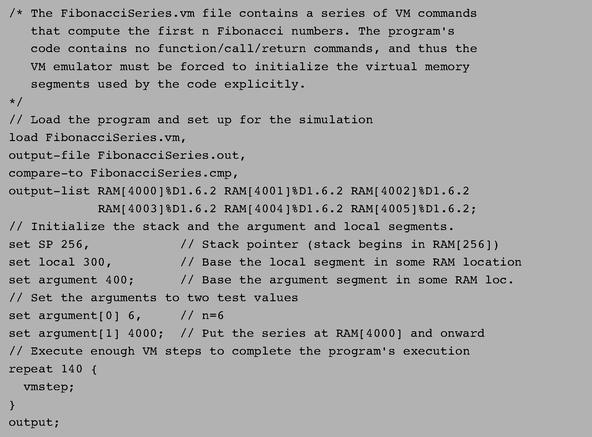 /* The FibonacciSeries.vm file contains a series of VM commands
   that compute the first n Fibonacci numbers. The program's
   code contains no function/call/return commands, and thus the
   VM emulator must be forced to initialize the virtual memory
   segments used by the code explicitly.
*/
// Load the program and set up for the simulation
load FibonacciSeries.vm,
output-file FibonacciSeries.out,
compare-to FibonacciSeries.cmp,
output-list RAM[4000]%D1.6.2 RAM[4001]%D1.6.2 RAM[4002]%D1.6.2
            RAM[4003]%D1.6.2 RAM[4004]%D1.6.2 RAM[4005]%D1.6.2;
// Initialize the stack and the argument and local segments.
set SP 256,            // Stack pointer (stack begins in RAM[256])
set local 300,         // Base the local segment in some RAM location
set argument 400;      // Base the argument segment in some RAM loc.
// Set the arguments to two test values
set argument[0] 6,     // n=6
set argument[1] 4000;  // Put the series at RAM[4000] and onward
// Execute enough VM steps to complete the program's execution
repeat 140 {
  vmstep;
}
output;